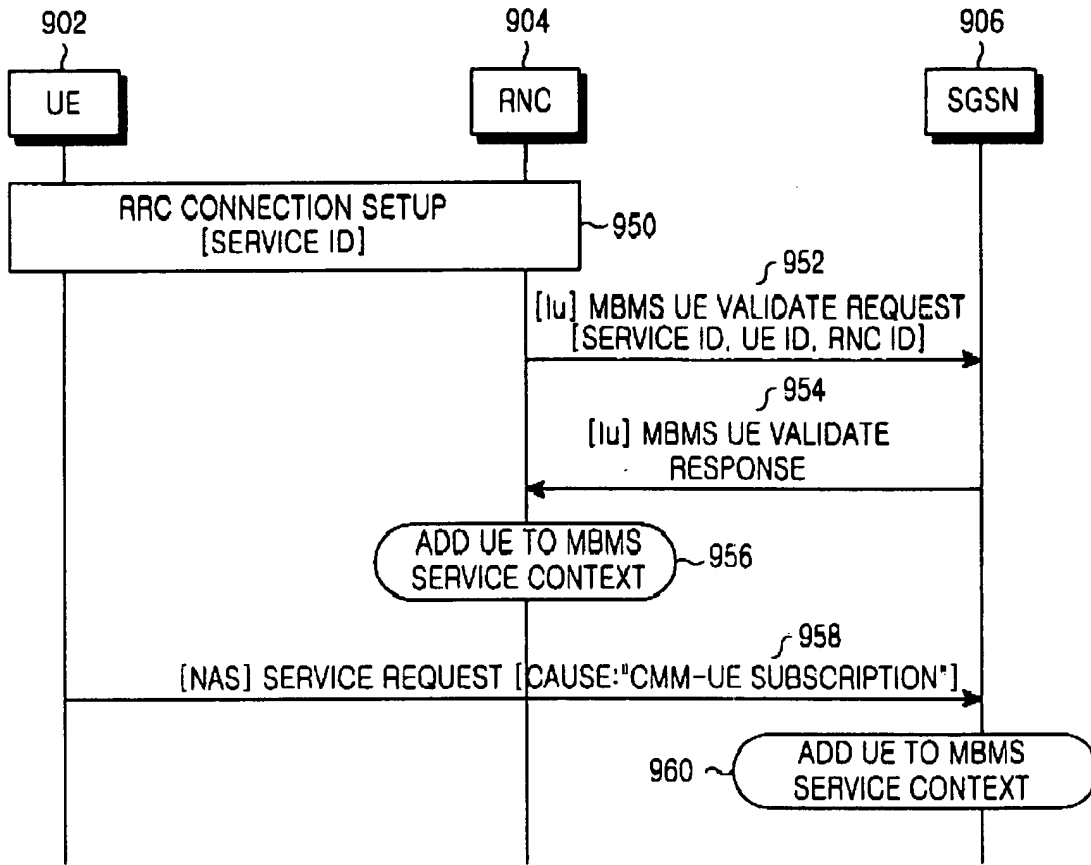 902
904
906
UE
RNC
SGSN
RRC CONNECTION SETUP
[SERVICE ID]
950
952
[Iu] MBMS UE VALIDATE REQUEST
[SERVICE ID, UE ID, RNC ID]
954
[Iu] MBMS UE VALIDATE
RESPONSE
ADD UE TO MBMS
SERVICE CONTEXT
956
958
[NAS] SERVICE REQUEST [CAUSE:"CMM-UE SUBSCRIPTION"]
960
ADD UE TO MBMS
SERVICE CONTEXT